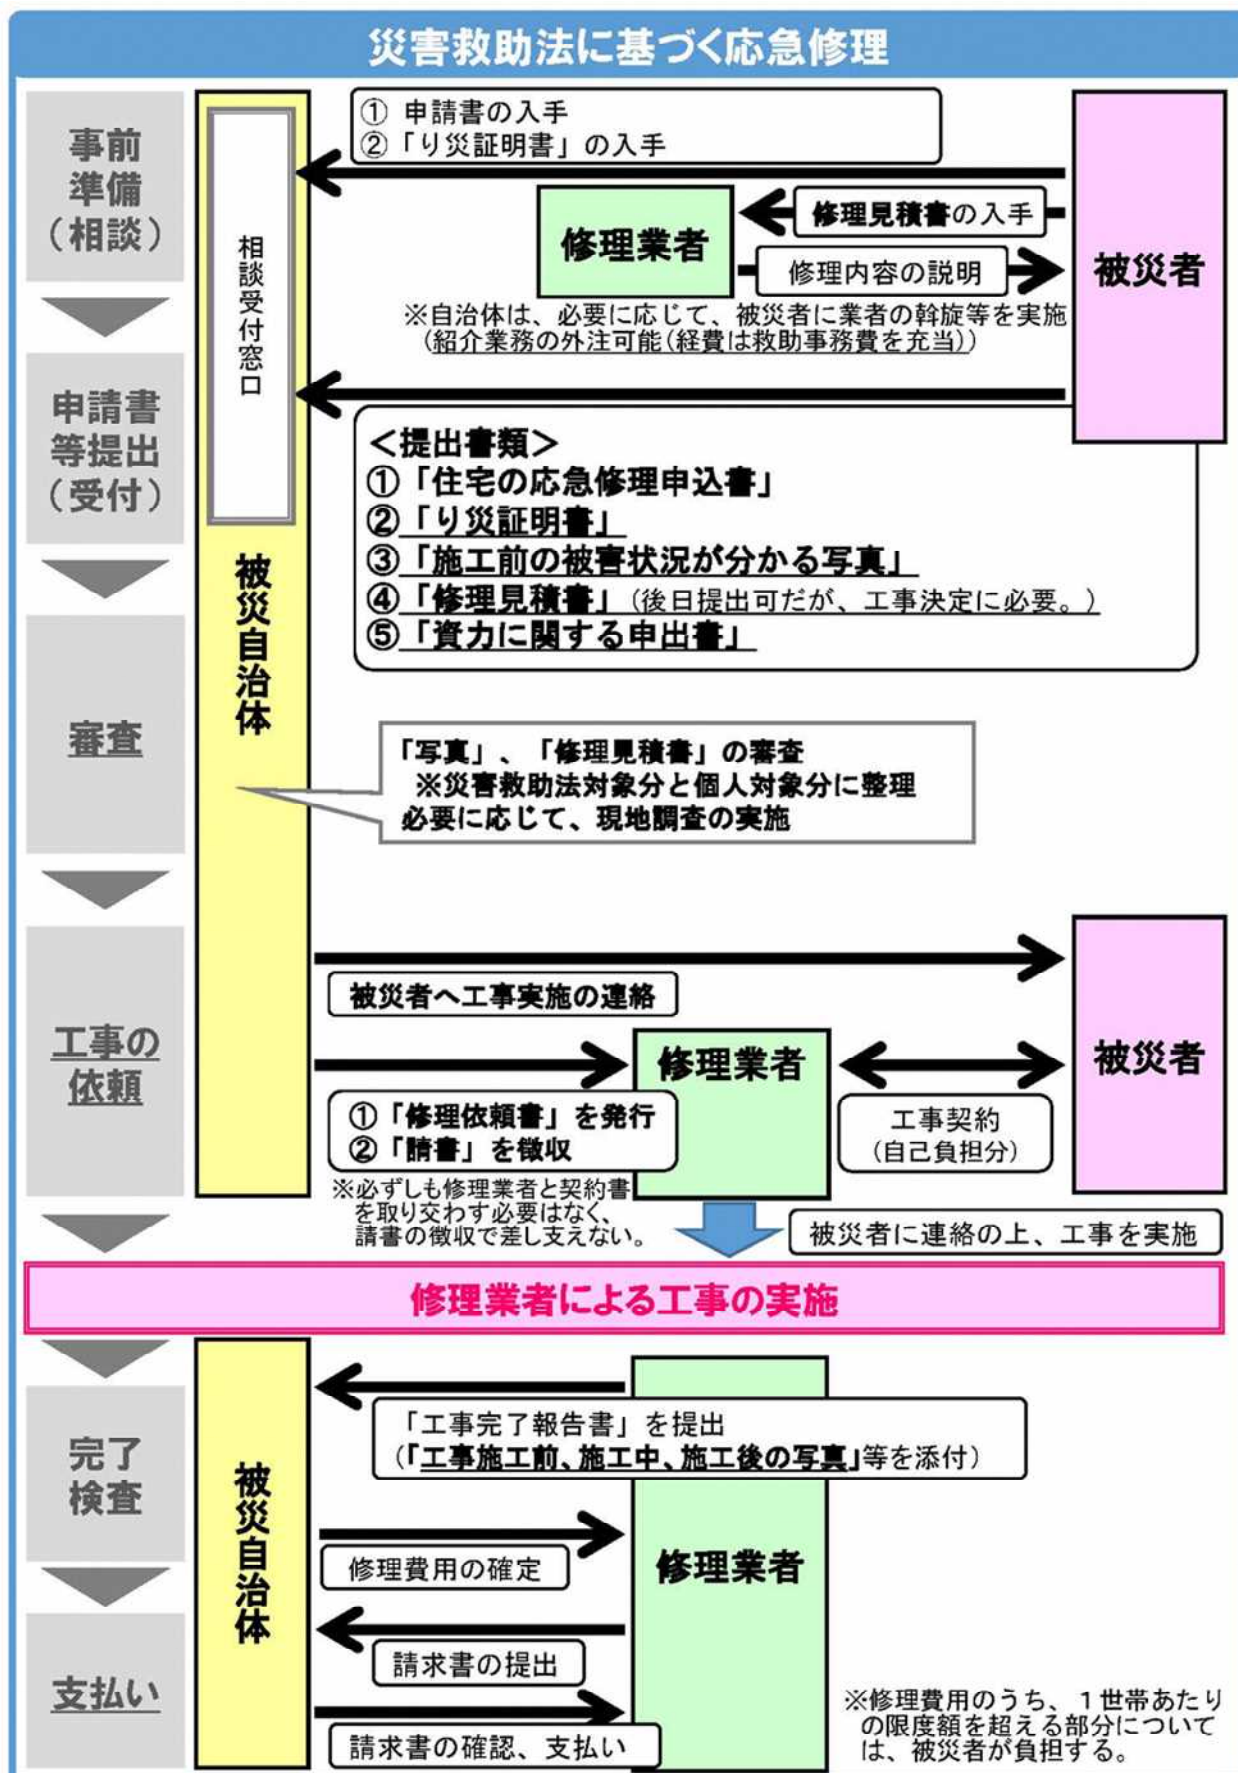 災害救助法に基づく応急修理
事前
準備
(相談)
① 申請書の入手
②「り災証明書」の入手
修理見積書の入手
修理業者
修理内容の説明
被災者
相談受付窓口
※自治体は、必要に応じて、被災者に業者の斡旋等を実施
(紹介業務の外注可能(経費は救助事務費を充当))
申請書
等提出
(受付)
＜提出書類＞
①「住宅の応急修理申込書」
②「り災証明書」
③「施工前の被害状況が分かる写真」
④「修理見積書」(後日提出可だが、工事決定に必要。)
⑤「資力に関する申出書」
被災自治体
審査
「写真」、「修理見積書」の審査
※災害救助法対象分と個人対象分に整理
必要に応じて、現地調査の実施
工事の
依頼
被災者へ工事実施の連絡
修理業者
被災者
①「修理依頼書」を発行
②「請書」を徴収
工事契約
(自己負担分)
※必ずしも修理業者と契約書
を取り交わす必要はなく、
請書の徴収で差し支えない。
被災者に連絡の上、工事を実施
修理業者による工事の実施
完了
検査
「工事完了報告書」を提出
(「工事施工前、施工中、施工後の写真」等を添付)
被災自治体
修理費用の確定
修理業者
請求書の提出
支払い
請求書の確認、支払い
※修理費用のうち、１世帯あたり
の限度額を超える部分について
は、被災者が負担する。